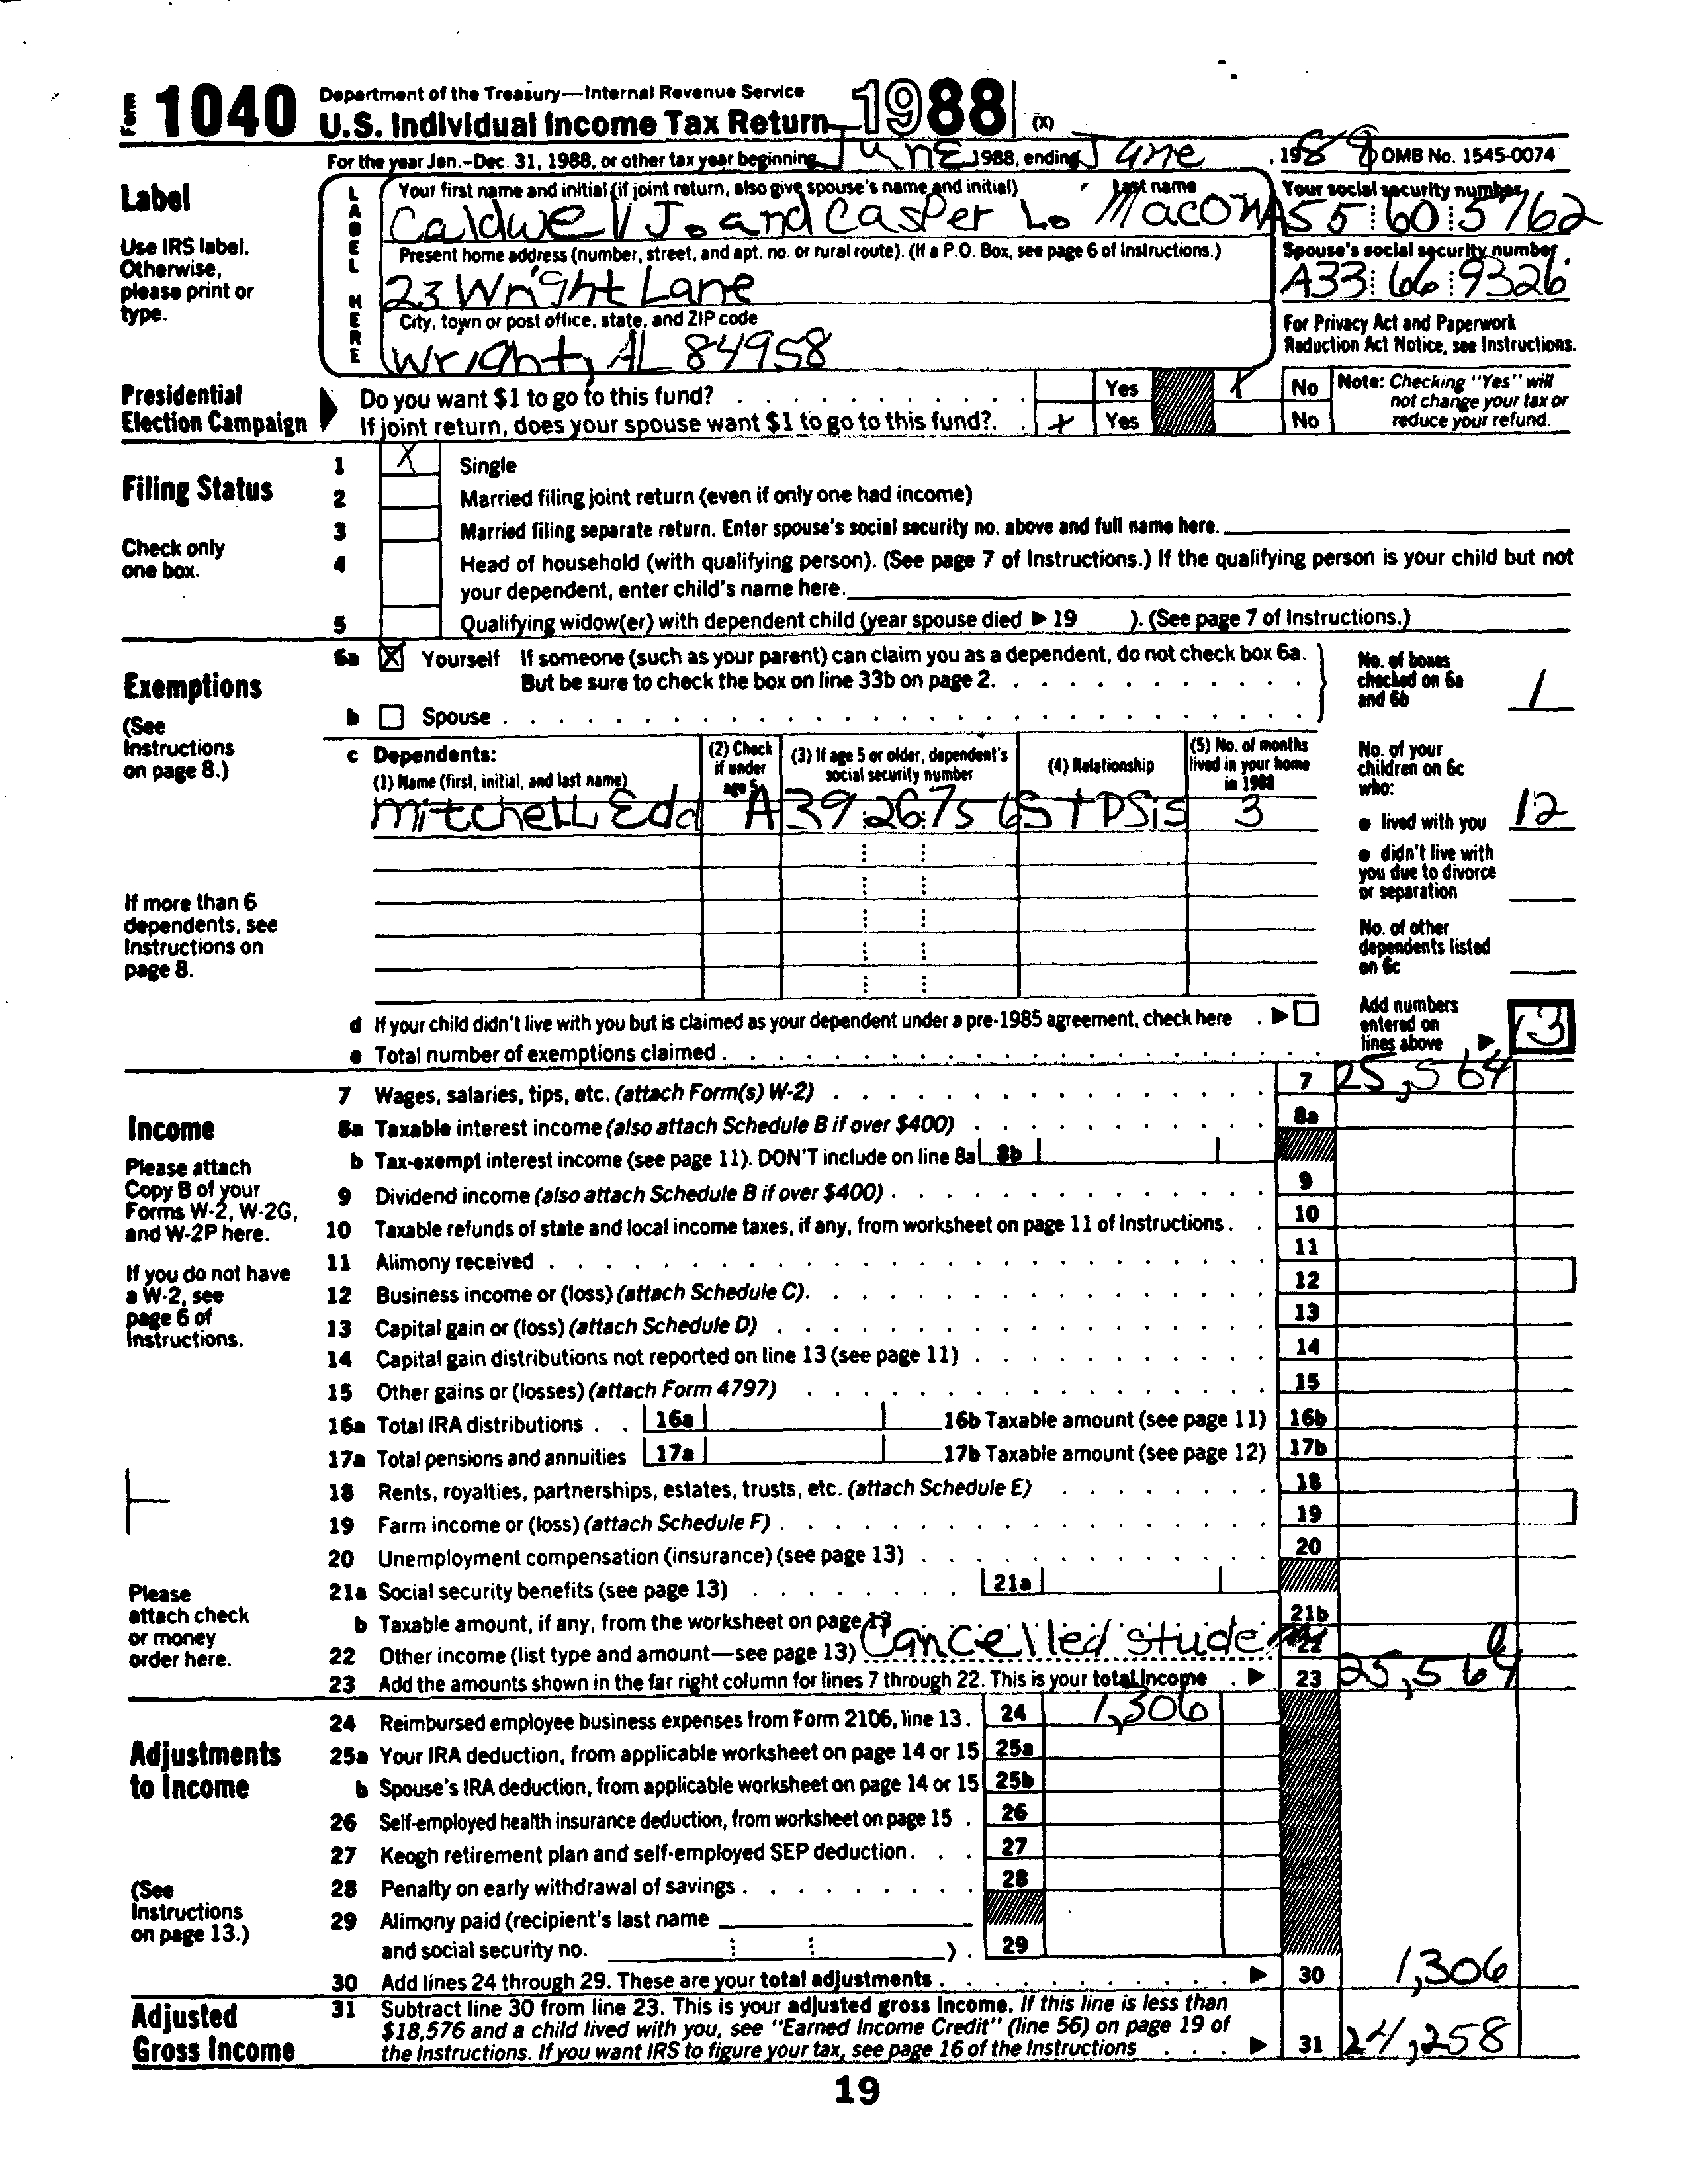 Form 1040 Department of the Treasury—Internal Revenue Service
U.S. Individual Income Tax Return 1988 (X)
For the year Jan.-Dec. 31, 1988, or other tax year beginning June 1988, ending June , 1989 OMB No. 1545-0074
Label
Use IRS label.
Otherwise,
please print or
type.
LABEL HERE
Your first name and initial (if joint return, also give spouse's name and initial) Last name
Caldwell J. and Casper L. Macon
Your social security number
A55 60 5762
Present home address (number, street, and apt. no. or rural route). (If a P.O. Box, see page 6 of Instructions.)
23 Wright Lane
Spouse's social security number
A33 66 9326
City, town or post office, state, and ZIP code
Wright, AL 84958
For Privacy Act and Paperwork
Reduction Act Notice, see Instructions.
Presidential
Election Campaign
Do you want $1 to go to this fund? Yes X No
If joint return, does your spouse want $1 to go to this fund? X Yes No
Note: Checking "Yes" will
not change your tax or
reduce your refund.
Filing Status
Check only
one box.
1 X Single
2 Married filing joint return (even if only one had income)
3 Married filing separate return. Enter spouse's social security no. above and full name here.
4 Head of household (with qualifying person). (See page 7 of Instructions.) If the qualifying person is your child but not
your dependent, enter child's name here.
5 Qualifying widow(er) with dependent child (year spouse died ▶ 19 ). (See page 7 of Instructions.)
Exemptions
(See
Instructions
on page 8.)
6a X Yourself If someone (such as your parent) can claim you as a dependent, do not check box 6a.
But be sure to check the box on line 33b on page 2.
b Spouse
No. of boxes
checked on 6a
and 6b 1
c Dependents:
(1) Name (first, initial, and last name)
(2) Check
if under
age 5
(3) If age 5 or older, dependent's
social security number
(4) Relationship
(5) No. of months
lived in your home
in 1988
Mitchell Edd A 39 26 756 StpSis 3
No. of your
children on 6c
who:
● lived with you 12
● didn't live with
you due to divorce
or separation
No. of other
dependents listed
on 6c
If more than 6
dependents, see
Instructions on
page 8.
d If your child didn't live with you but is claimed as your dependent under a pre-1985 agreement, check here ▶
e Total number of exemptions claimed
Add numbers
entered on
lines above ▶ 13
Income
Please attach
Copy B of your
Forms W-2, W-2G,
and W-2P here.
If you do not have
a W-2, see
page 6 of
Instructions.
Please
attach check
or money
order here.
7 Wages, salaries, tips, etc. (attach Form(s) W-2) 7 25,564
8a Taxable interest income (also attach Schedule B if over $400) 8a
b Tax-exempt interest income (see page 11). DON'T include on line 8a 8b
9 Dividend income (also attach Schedule B if over $400) 9
10 Taxable refunds of state and local income taxes, if any, from worksheet on page 11 of Instructions 10
11 Alimony received 11
12 Business income or (loss) (attach Schedule C) 12
13 Capital gain or (loss) (attach Schedule D) 13
14 Capital gain distributions not reported on line 13 (see page 11) 14
15 Other gains or (losses) (attach Form 4797) 15
16a Total IRA distributions 16a 16b Taxable amount (see page 11) 16b
17a Total pensions and annuities 17a 17b Taxable amount (see page 12) 17b
18 Rents, royalties, partnerships, estates, trusts, etc. (attach Schedule E) 18
19 Farm income or (loss) (attach Schedule F) 19
20 Unemployment compensation (insurance) (see page 13) 20
21a Social security benefits (see page 13) 21a
b Taxable amount, if any, from the worksheet on page 13 21b
22 Other income (list type and amount—see page 13) Cancelled 22
23 Add the amounts shown in the far right column for lines 7 through 22. This is your total income ▶ 23 25,564
Adjustments
to Income
(See
Instructions
on page 13.)
24 Reimbursed employee business expenses from Form 2106, line 13. 24 1,306
25a Your IRA deduction, from applicable worksheet on page 14 or 15 25a
b Spouse's IRA deduction, from applicable worksheet on page 14 or 15 25b
26 Self-employed health insurance deduction, from worksheet on page 15 26
27 Keogh retirement plan and self-employed SEP deduction 27
28 Penalty on early withdrawal of savings 28
29 Alimony paid (recipient's last name
and social security no. ) 29
30 Add lines 24 through 29. These are your total adjustments ▶ 30 1,306
Adjusted
Gross Income
31 Subtract line 30 from line 23. This is your adjusted gross income. If this line is less than
$18,576 and a child lived with you, see "Earned Income Credit" (line 56) on page 19 of
the Instructions. If you want IRS to figure your tax, see page 16 of the Instructions ▶ 31 24,258
19